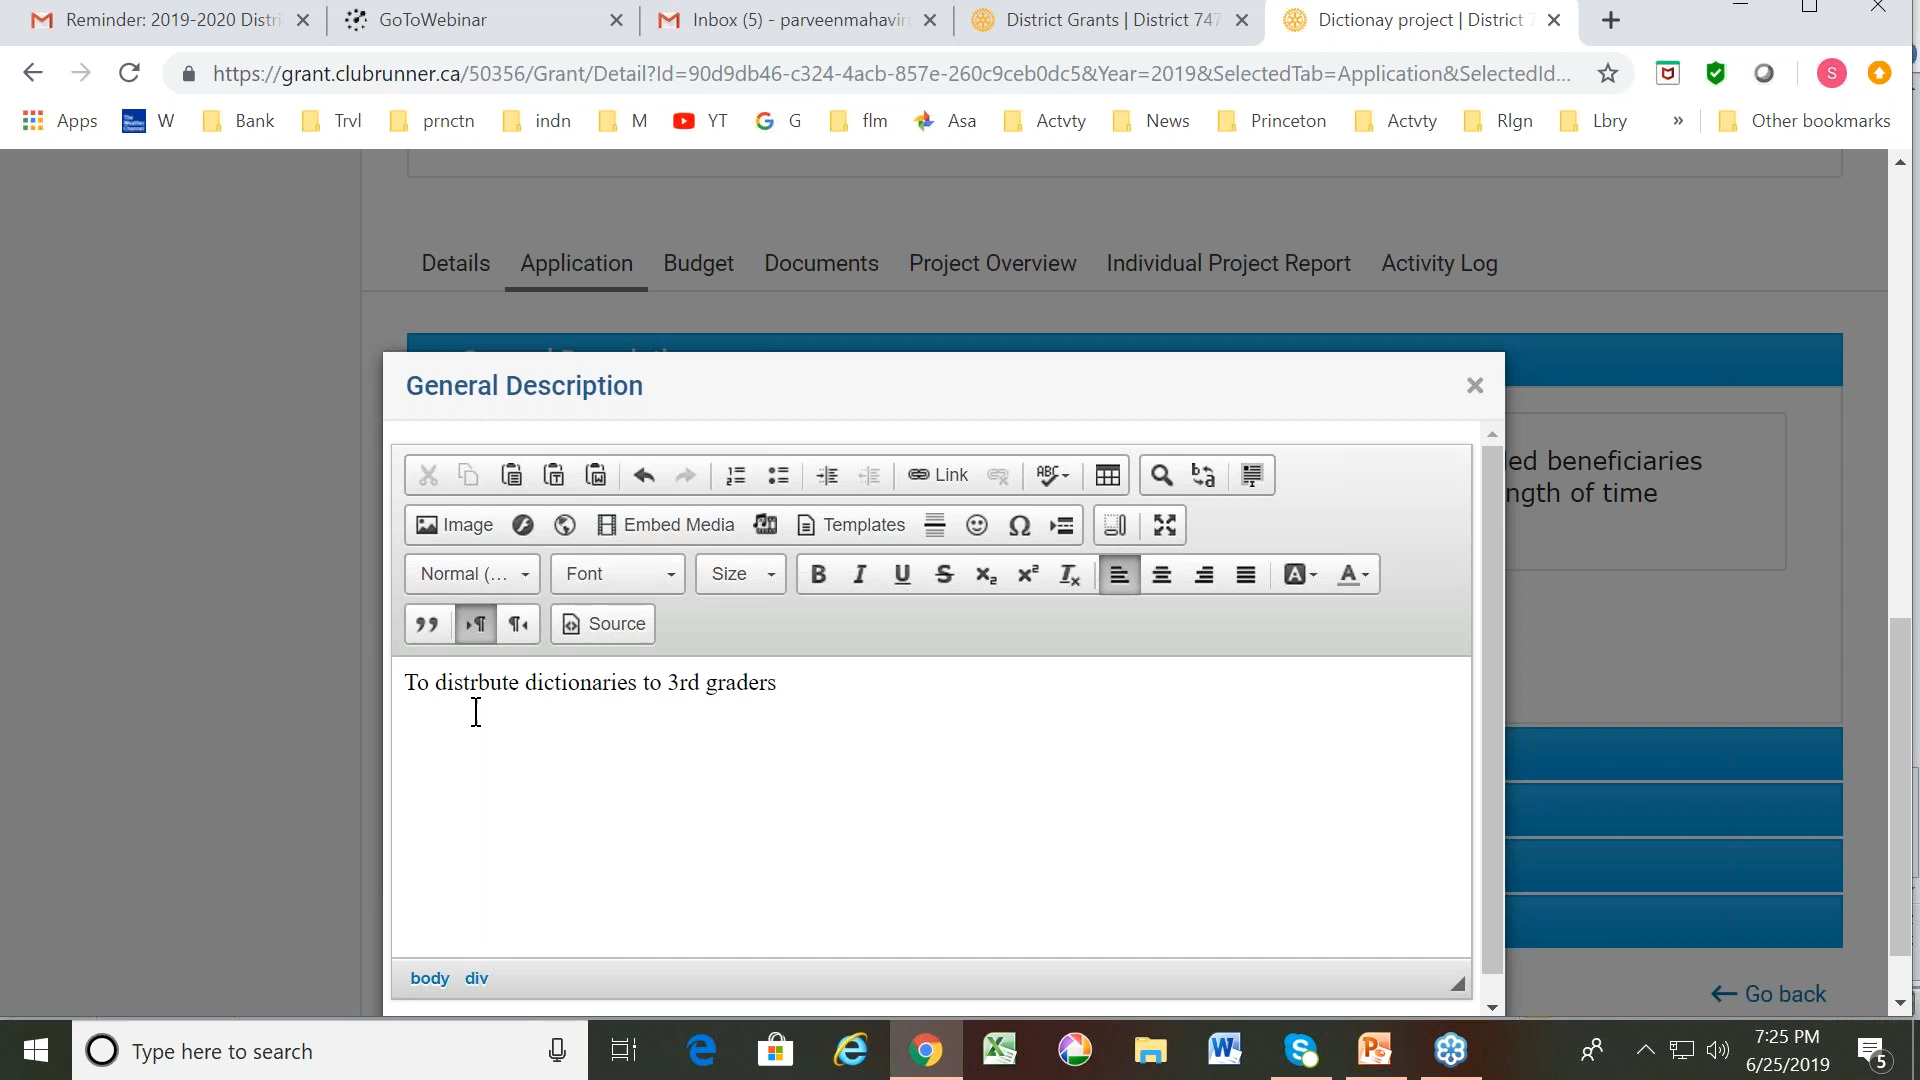 Reminder: 2019-2020 Distri
GoToWebinar
Inbox (5) - parveenmahavir
District Grants | District 747
Dictionay project | District 7
https://grant.clubrunner.ca/50356/Grant/Detail?Id=90d9db46-c324-4acb-857e-260c9ceb0dc5&Year=2019&SelectedTab=Application&SelectedId...
S
Apps
W
Bank
Trvl
prnctn
indn
M
YT
G
flm
Asa
Actvty
News
Princeton
Actvty
Rlgn
Lbry
»
Other bookmarks
Details
Application
Budget
Documents
Project Overview
Individual Project Report
Activity Log
General Description
led beneficiaries
ngth of time
Link
ABC
Image
Embed Media
Templates
Normal (...
Font
Size
Source
To distrbute dictionaries to 3rd graders
body div
Go back
Type here to search
7:25 PM
6/25/2019
5